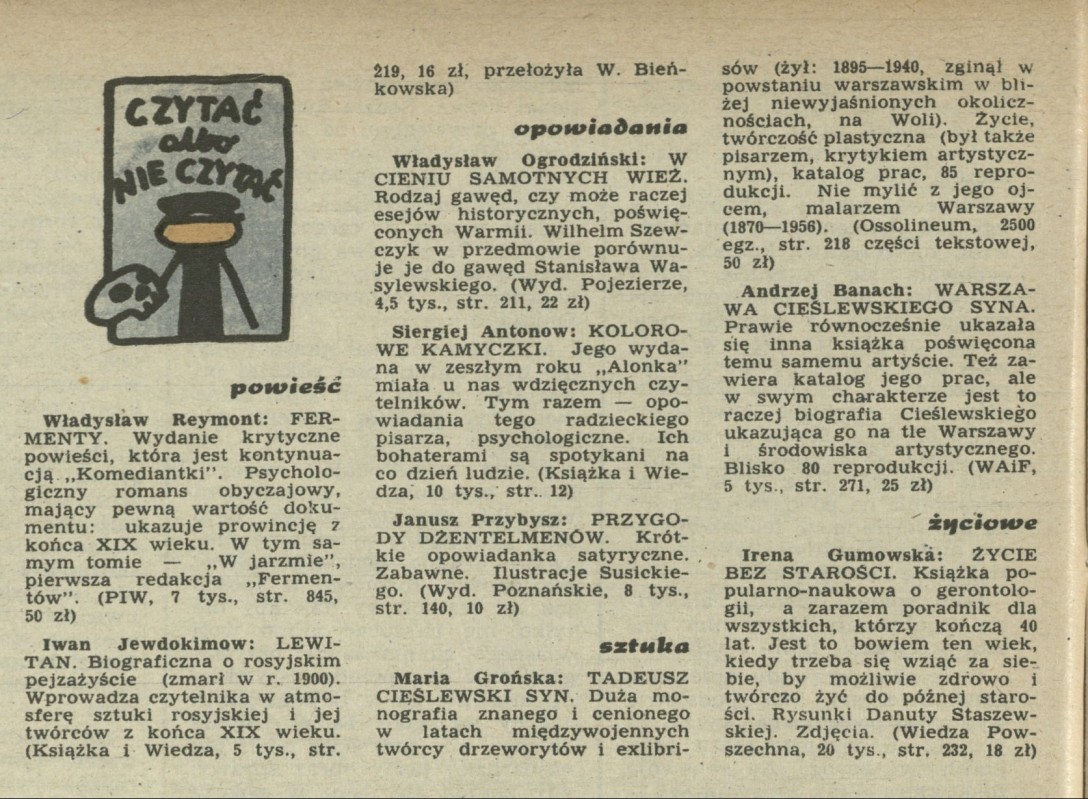 CZYTAĆ
albo
NIE CZYTAĆ
powieść
Władysław Reymont: FER-
MENTY. Wydanie krytyczne
powieści, która jest kontynua-
cją „Komediantki”. Psycholo-
giczny romans obyczajowy,
mający pewną wartość doku-
mentu: ukazuje prowincję z
końca XIX wieku. W tym sa-
mym tomie — „W jarzmie”,
pierwsza redakcja „Fermen-
tów”. (PIW, 7 tys., str. 845,
50 zł)
Iwan Jewdokimow: LEWI-
TAN. Biograficzna o rosyjskim
pejzażyście (zmarł w r. 1900).
Wprowadza czytelnika w atmo-
sferę sztuki rosyjskiej i jej
twórców z końca XIX wieku.
(Książka i Wiedza, 5 tys., str.
219, 16 zł, przełożyła W. Bień-
kowska)
opowiadania
Władysław Ogrodziński: W
CIENIU SAMOTNYCH WIEŻ.
Rodzaj gawęd, czy może raczej
esejów historycznych, poświę-
conych Warmii. Wilhelm Szew-
czyk w przedmowie porównu-
je je do gawęd Stanisława Wa-
sylewskiego. (Wyd. Pojezierze,
4,5 tys., str. 211, 22 zł)
Siergiej Antonow: KOLORO-
WE KAMYCZKI. Jego wyda-
na w zeszłym roku „Alonka”
miała u nas wdzięcznych czy-
telników. Tym razem — opo-
wiadania tego radzieckiego
pisarza, psychologiczne. Ich
bohaterami są spotykani na
co dzień ludzie. (Książka i Wie-
dza, 10 tys., str. 12)
Janusz Przybysz: PRZYGO-
DY DŻENTELMENÓW. Krót-
kie opowiadanka satyryczne.
Zabawne. Ilustracje Susickie-
go. (Wyd. Poznańskie, 8 tys.,
str. 140, 10 zł)
sztuka
Maria Grońska: TADEUSZ
CIEŚLEWSKI SYN. Duża mo-
nografia znanego i cenionego
w latach międzywojennych
twórcy drzeworytów i exlibri-
sów (żył: 1895—1940, zginął w
powstaniu warszawskim w bli-
żej niewyjaśnionych okolicz-
nościach, na Woli). Życie,
twórczość plastyczna (był także
pisarzem, krytykiem artystycz-
nym), katalog prac, 85 repro-
dukcji. Nie mylić z jego oj-
cem, malarzem Warszawy
(1870—1956). (Ossolineum, 2500
egz., str. 218 części tekstowej,
50 zł)
Andrzej Banach: WARSZA-
WA CIEŚLEWSKIEGO SYNA.
Prawie równocześnie ukazała
się inna książka poświęcona
temu samemu artyście. Też za-
wiera katalog jego prac, ale
w swym charakterze jest to
raczej biografia Cieślewskiego
ukazująca go na tle Warszawy
i środowiska artystycznego.
Blisko 80 reprodukcji. (WAiF,
5 tys., str. 271, 25 zł)
życiowe
Irena Gumowska: ŻYCIE
BEZ STAROŚCI. Książka po-
pularno-naukowa o gerontolo-
gii, a zarazem poradnik dla
wszystkich, którzy kończą 40
lat. Jest to bowiem ten wiek,
kiedy trzeba się wziąć za sie-
bie, by możliwie zdrowo i
twórczo żyć do późnej staro-
ści. Rysunki Danuty Staszew-
skiej. Zdjęcia. (Wiedza Pow-
szechna, 20 tys., str. 232, 18 zł)